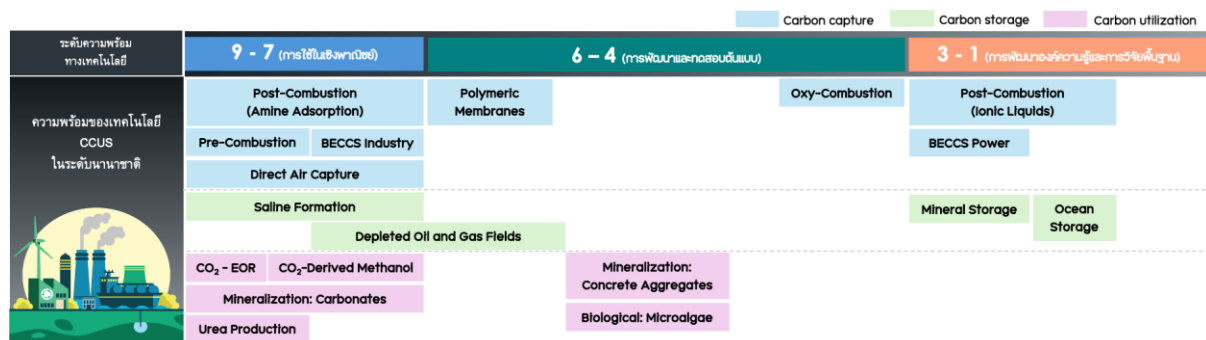 Carbon capture
Carbon storage
Carbon utilization
ระดับความพร้อม
ทางเทคโนโลยี
9 - 7 (การใช้ในเชิงพาณิชย์)
6 – 4 (การพัฒนาและทดสอบต้นแบบ)
3 - 1 (การพัฒนาองค์ความรู้และการวิจัยพื้นฐาน)
ความพร้อมของเทคโนโลยี
CCUS
ในระดับนานาชาติ
Post-Combustion
(Amine Adsorption)
Polymeric
Membranes
Oxy-Combustion
Post-Combustion
(Ionic Liquids)
Pre-Combustion
BECCS Industry
BECCS Power
Direct Air Capture
Saline Formation
Mineral Storage
Ocean
Storage
Depleted Oil and Gas Fields
CO₂ - EOR
CO₂-Derived Methanol
Mineralization:
Concrete Aggregates
Mineralization: Carbonates
Biological: Microalgae
Urea Production